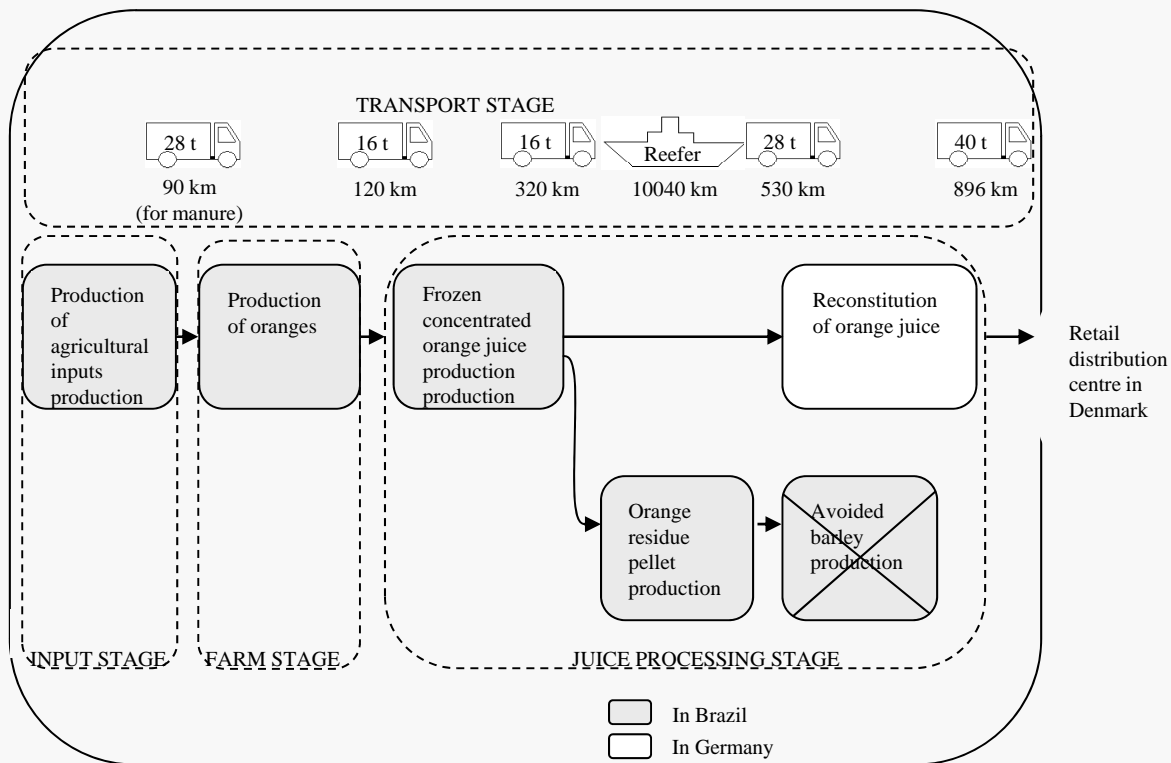 TRANSPORT STAGE
28 t
16 t
16 t
Reefer
28 t
40 t
90 km
(for manure)
120 km
320 km
10040 km
530 km
896 km
Production
of
agricultural
inputs
production
Production
of oranges
Frozen
concentrated
orange juice
production
production
Reconstitution
of orange juice
Retail
distribution
centre in
Denmark
Orange
residue
pellet
production
Avoided
barley
production
INPUT STAGE
FARM STAGE
JUICE PROCESSING STAGE
In Brazil
In Germany